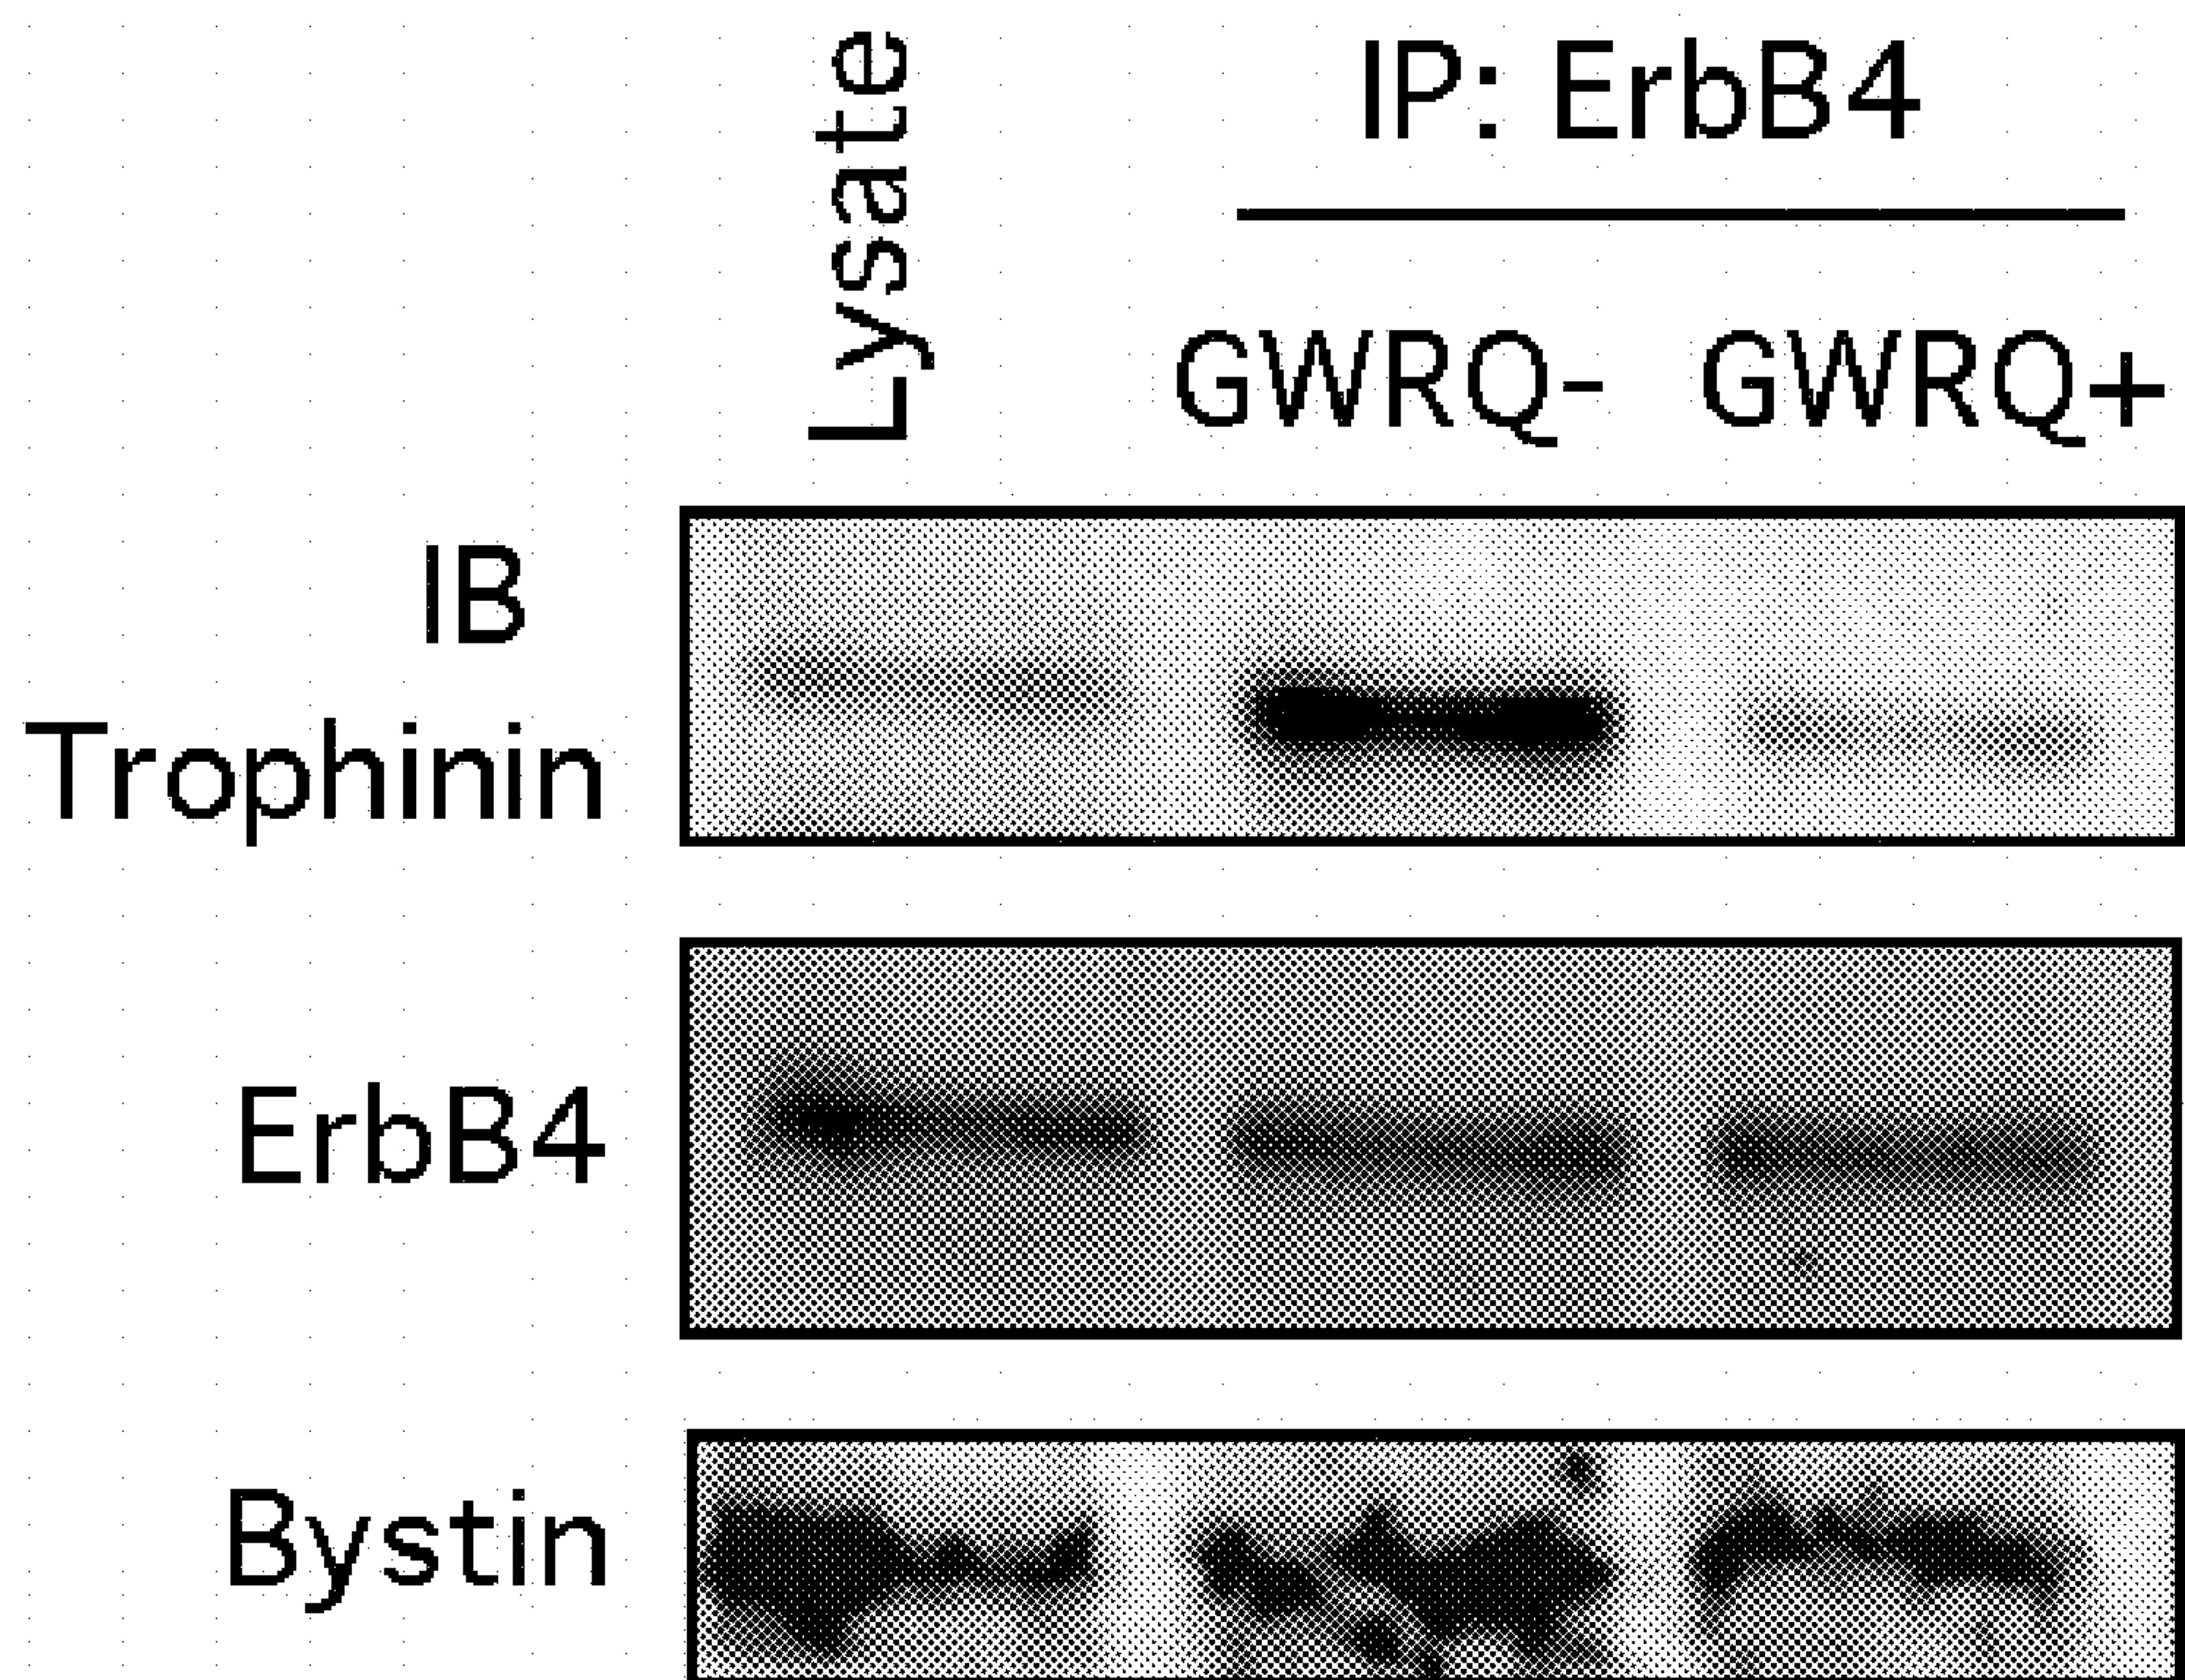 Lysate
IP: ErbB4
GWRQ- GWRQ+
IB
Trophinin
ErbB4
Bystin